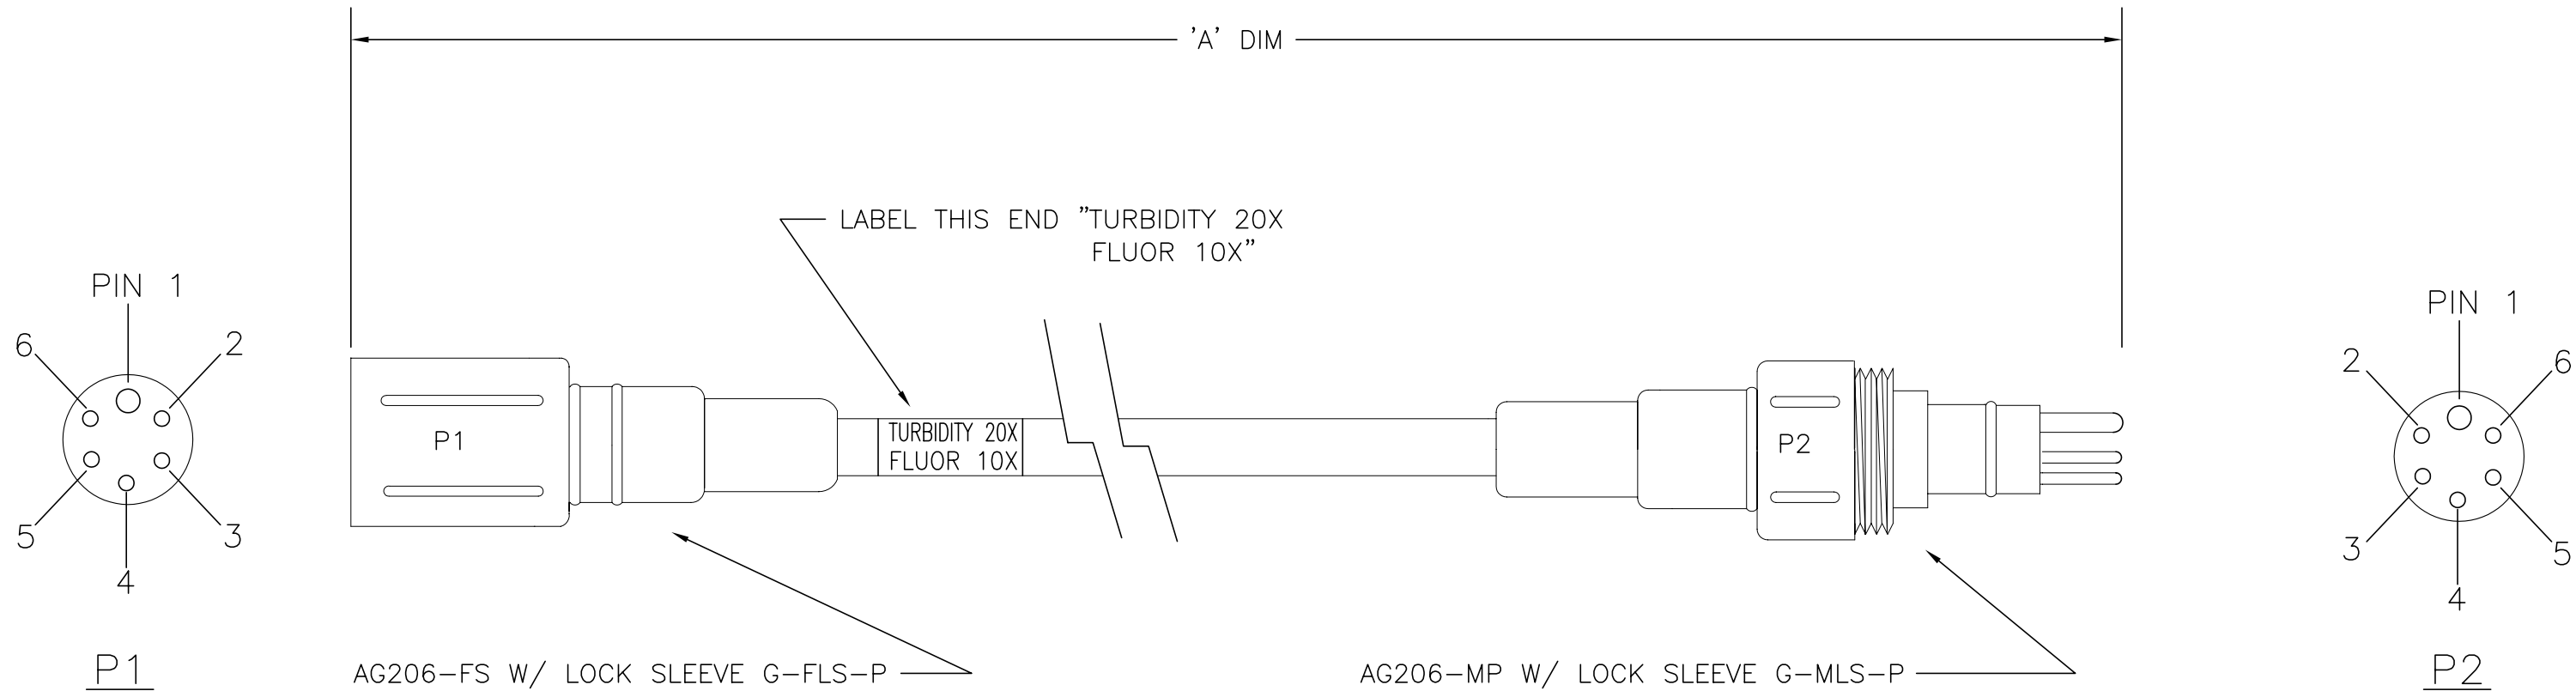 'A' DIM
LABEL THIS END "TURBIDITY 20X
FLUOR 10X"
PIN 1
6
2
5
3
4
P1
P1
TURBIDITY 20X
FLUOR 10X
P2
PIN 1
2
6
3
5
4
P2
AG206-FS W/ LOCK SLEEVE G-FLS-P
AG206-MP W/ LOCK SLEEVE G-MLS-P